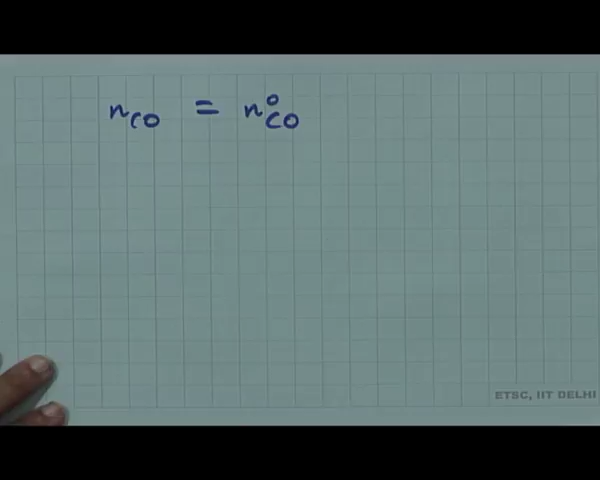 n_CO = n°_CO
ETSC, IIT DELHI